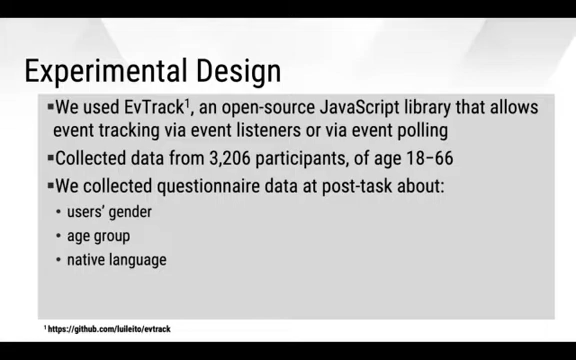 Experimental Design
▪We used EvTrack¹, an open-source JavaScript library that allows
event tracking via event listeners or via event polling
▪Collected data from 3,206 participants, of age 18–66
▪We collected questionnaire data at post-task about:
• users’ gender
• age group
• native language
¹ https://github.com/luileito/evtrack